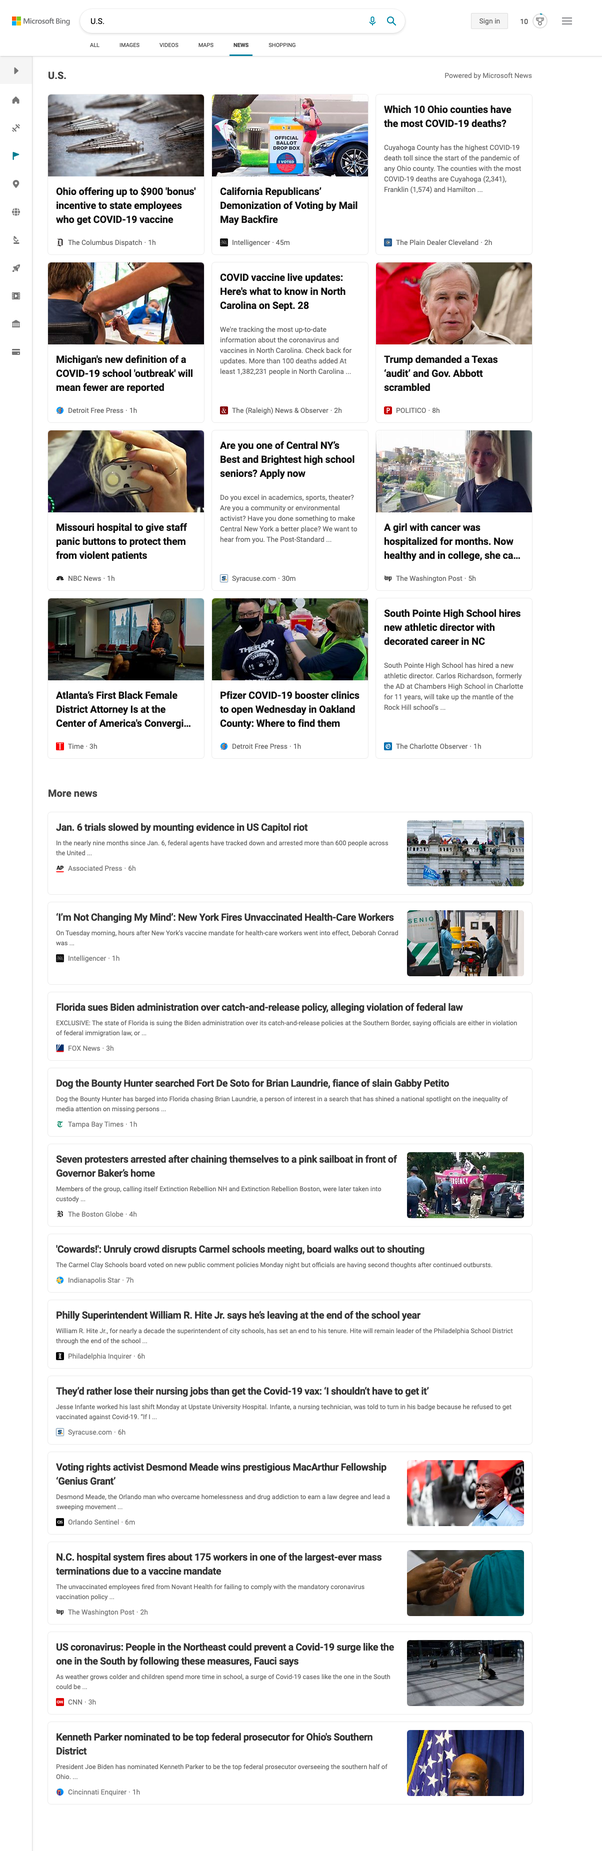 Microsoft Bing
U.S.
Sign in
10
ALL
IMAGES
VIDEOS
MAPS
NEWS
SHOPPING
U.S.
Powered by Microsoft News
Ohio offering up to $900 'bonus'
incentive to state employees
who get COVID-19 vaccine
The Columbus Dispatch · 1h
OFFICIAL
BALLOT
DROP BOX
California Republicans’
Demonization of Voting by Mail
May Backfire
Intelligencer · 45m
Which 10 Ohio counties have
the most COVID-19 deaths?
Cuyahoga County has the highest COVID-19
death toll since the start of the pandemic of
any Ohio county. The counties with the most
COVID-19 deaths are Cuyahoga (2,341),
Franklin (1,574) and Hamilton ...
The Plain Dealer Cleveland · 2h
Michigan's new definition of a
COVID-19 school 'outbreak' will
mean fewer are reported
Detroit Free Press · 1h
COVID vaccine live updates:
Here's what to know in North
Carolina on Sept. 28
We're tracking the most up-to-date
information about the coronavirus and
vaccines in North Carolina. Check back for
updates. More than 100 deaths added At
least 1,382,231 people in North Carolina ...
The (Raleigh) News & Observer · 2h
Trump demanded a Texas
‘audit’ and Gov. Abbott
scrambled
POLITICO · 8h
Missouri hospital to give staff
panic buttons to protect them
from violent patients
NBC News · 1h
Are you one of Central NY’s
Best and Brightest high school
seniors? Apply now
Do you excel in academics, sports, theater?
Are you a community or environmental
activist? Have you done something to make
Central New York a better place? We want to
hear from you. The Post-Standard ...
Syracuse.com · 30m
A girl with cancer was
hospitalized for months. Now
healthy and in college, she ca...
The Washington Post · 5h
Atlanta’s First Black Female
District Attorney Is at the
Center of America's Convergi...
Time · 3h
Pfizer COVID-19 booster clinics
to open Wednesday in Oakland
County: Where to find them
Detroit Free Press · 1h
South Pointe High School hires
new athletic director with
decorated career in NC
South Pointe High School has hired a new
athletic director. Carlos Richardson, formerly
the AD at Chambers High School in Charlotte
for 11 years, will take up the mantle of the
Rock Hill school's ...
The Charlotte Observer · 1h
More news
Jan. 6 trials slowed by mounting evidence in US Capitol riot
In the nearly nine months since Jan. 6, federal agents have tracked down and arrested more than 600 people across
the United ...
Associated Press · 6h
‘I’m Not Changing My Mind’: New York Fires Unvaccinated Health-Care Workers
On Tuesday morning, hours after New York's vaccine mandate for health-care workers went into effect, Deborah Conrad
was ...
Intelligencer · 1h
SENIO
Florida sues Biden administration over catch-and-release policy, alleging violation of federal law
EXCLUSIVE: The state of Florida is suing the Biden administration over its catch-and-release policies at the Southern Border, saying officials are either in violation
of federal immigration law, or ...
FOX News · 3h
Dog the Bounty Hunter searched Fort De Soto for Brian Laundrie, fiance of slain Gabby Petito
Dog the Bounty Hunter has barged into Florida chasing Brian Laundrie, a person of interest in a search that has shined a national spotlight on the inequality of
media attention on missing persons ...
Tampa Bay Times · 1h
Seven protesters arrested after chaining themselves to a pink sailboat in front of
Governor Baker’s home
Members of the group, calling itself Extinction Rebellion NH and Extinction Rebellion Boston, were later taken into
custody ...
The Boston Globe · 4h
'Cowards!': Unruly crowd disrupts Carmel schools meeting, board walks out to shouting
The Carmel Clay Schools board voted on new public comment policies Monday night but officials are having second thoughts after continued outbursts.
Indianapolis Star · 7h
Philly Superintendent William R. Hite Jr. says he’s leaving at the end of the school year
William R. Hite Jr., for nearly a decade the superintendent of city schools, has set an end to his tenure. Hite will remain leader of the Philadelphia School District
through the end of the school ...
Philadelphia Inquirer · 6h
They’d rather lose their nursing jobs than get the Covid-19 vax: ‘I shouldn’t have to get it’
Jesse Infante worked his last shift Monday at Upstate University Hospital. Infante, a nursing technician, was told to turn in his badge because he refused to get
vaccinated against Covid-19. “If I ...
Syracuse.com · 6h
Voting rights activist Desmond Meade wins prestigious MacArthur Fellowship
‘Genius Grant’
Desmond Meade, the Orlando man who overcame homelessness and drug addiction to earn a law degree and lead a
sweeping movement ...
Orlando Sentinel · 6m
N.C. hospital system fires about 175 workers in one of the largest-ever mass
terminations due to a vaccine mandate
The unvaccinated employees fired from Novant Health for failing to comply with the mandatory coronavirus
vaccination policy ...
The Washington Post · 2h
US coronavirus: People in the Northeast could prevent a Covid-19 surge like the
one in the South by following these measures, Fauci says
As weather grows colder and children spend more time in school, a surge of Covid-19 cases like the one in the South
could be ...
CNN · 3h
Kenneth Parker nominated to be top federal prosecutor for Ohio's Southern
District
President Joe Biden has nominated Kenneth Parker to be the top federal prosecutor overseeing the southern half of
Ohio. ...
Cincinnati Enquirer · 1h